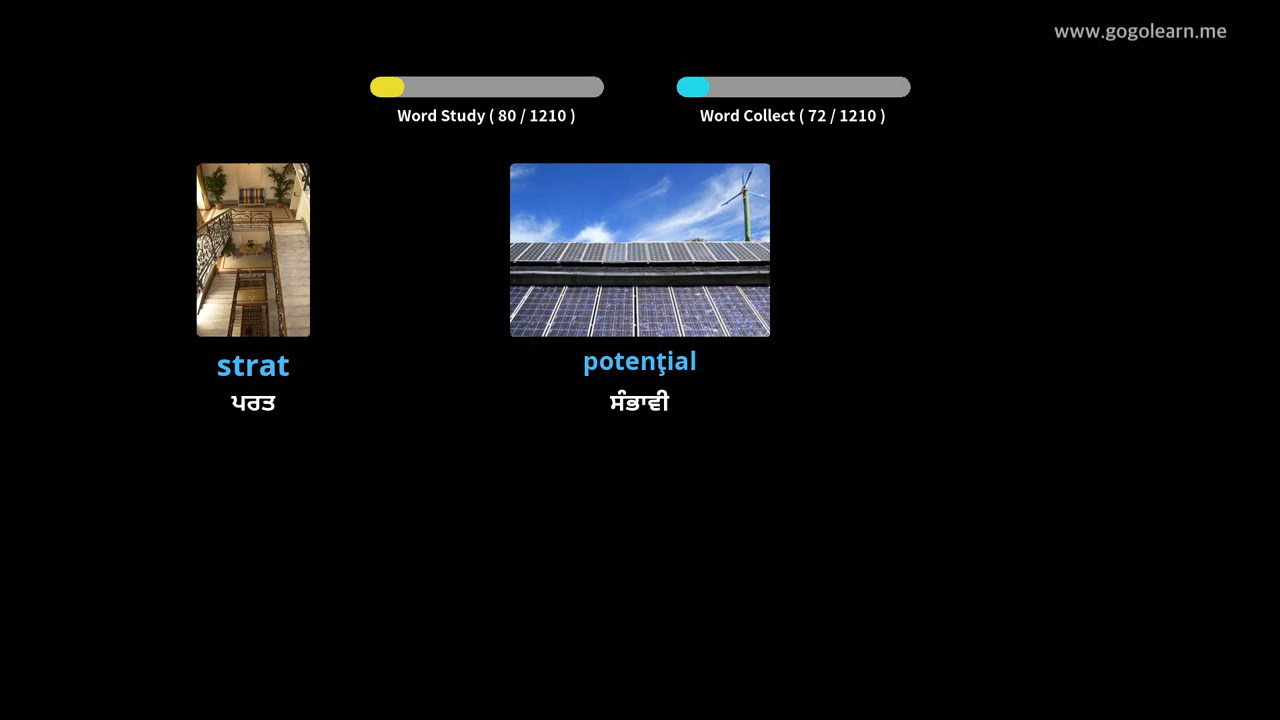 www.gogolearn.me
Word Study ( 80 / 1210 )
Word Collect ( 72 / 1210 )
strat
ਪਰਤ
potenţial
ਸੰਭਾਵੀ